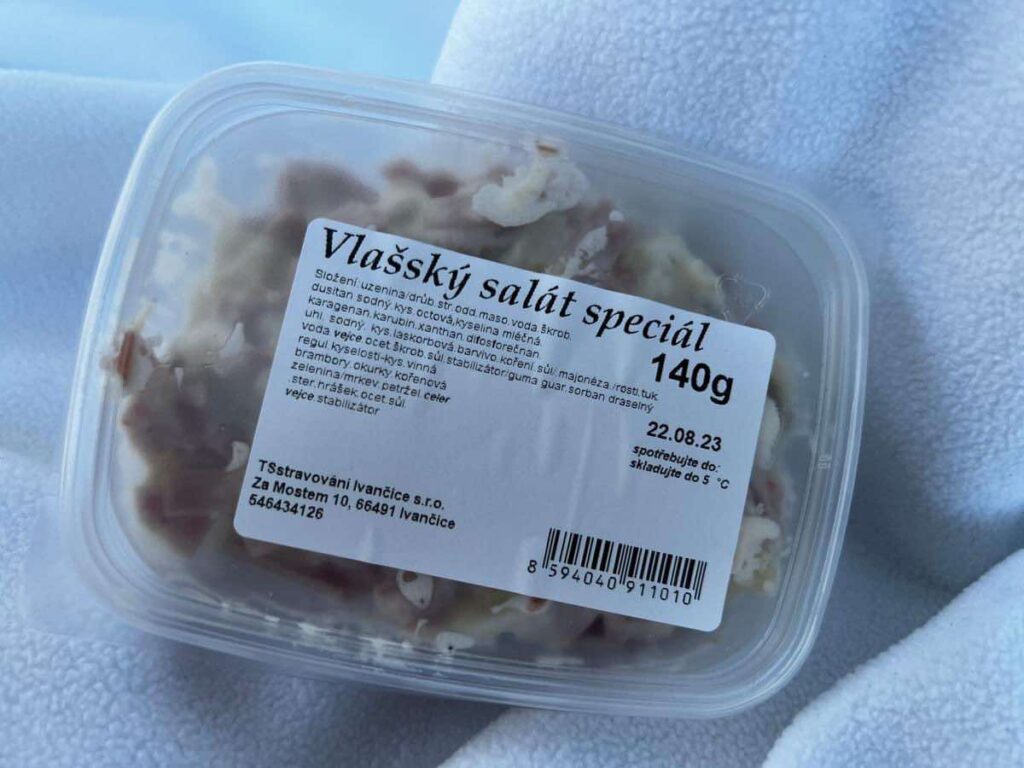 Vlašský salát speciál
140g
Složení:uzenina/drůb.str.odd.maso.voda.škrob.
dusitan sodný.kys.octová,kyselina mléčná.
karagenan.karubin.xanthan.difosforečnan.
uhl. sodný. kys.laskorbová.barvivo.koření.sůl/.majonéza./rostl.tuk.
voda.vejce.ocet.škrob.sůl.stabilizátor/guma guar.sorban draselný
regul.kyselosti-kys.vinná
brambory.okurky.kořenová
zelenina/mrkev.petržel.celer
.ster.hrášek.ocet.sůl.
vejce.stabilizátor
22.08.23
spotřebujte do:
skladujte do 5 °C
TSstravování Ivančice s.r.o.
Za Mostem 10, 66491 Ivančice
546434126
8 594040 911010